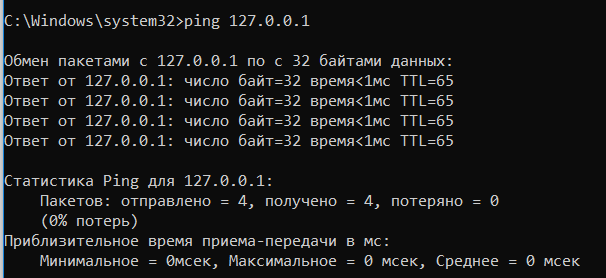 C:\Windows\system32>ping 127.0.0.1
Обмен пакетами с 127.0.0.1 по с 32 байтами данных:
Ответ от 127.0.0.1: число байт=32 время<1мс TTL=65
Ответ от 127.0.0.1: число байт=32 время<1мс TTL=65
Ответ от 127.0.0.1: число байт=32 время<1мс TTL=65
Ответ от 127.0.0.1: число байт=32 время<1мс TTL=65
Статистика Ping для 127.0.0.1:
Пакетов: отправлено = 4, получено = 4, потеряно = 0
(0% потерь)
Приблизительное время приема-передачи в мс:
Минимальное = 0мсек, Максимальное = 0 мсек, Среднее = 0 мсек